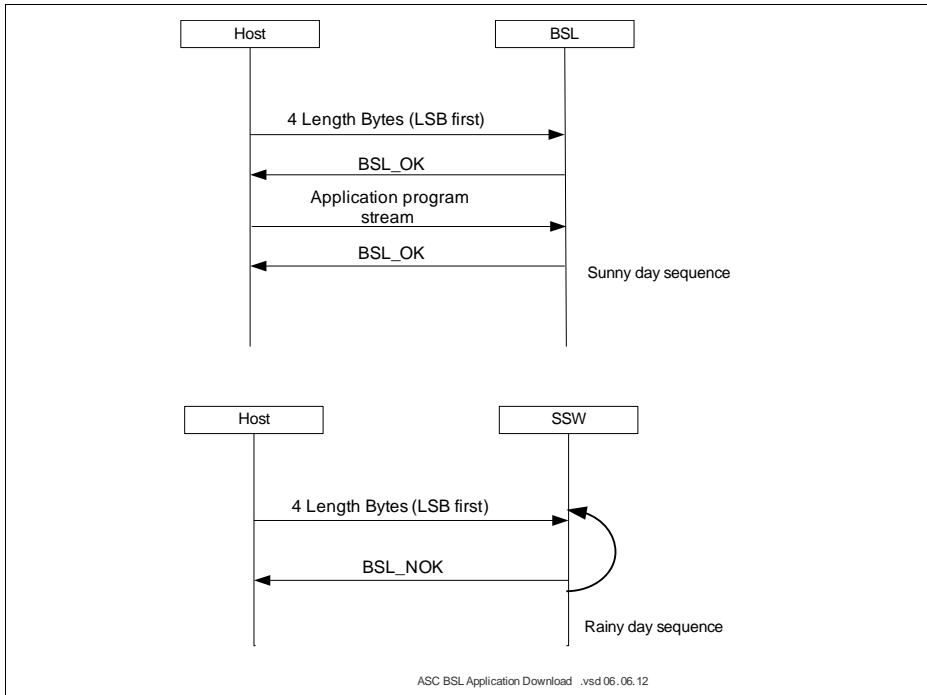 Host
BSL
4 Length Bytes (LSB first)
BSL_OK
Application program
stream
BSL_OK
Sunny day sequence
Host
SSW
4 Length Bytes (LSB first)
BSL_NOK
Rainy day sequence
ASC BSL Application Download .vsd 06.06.12